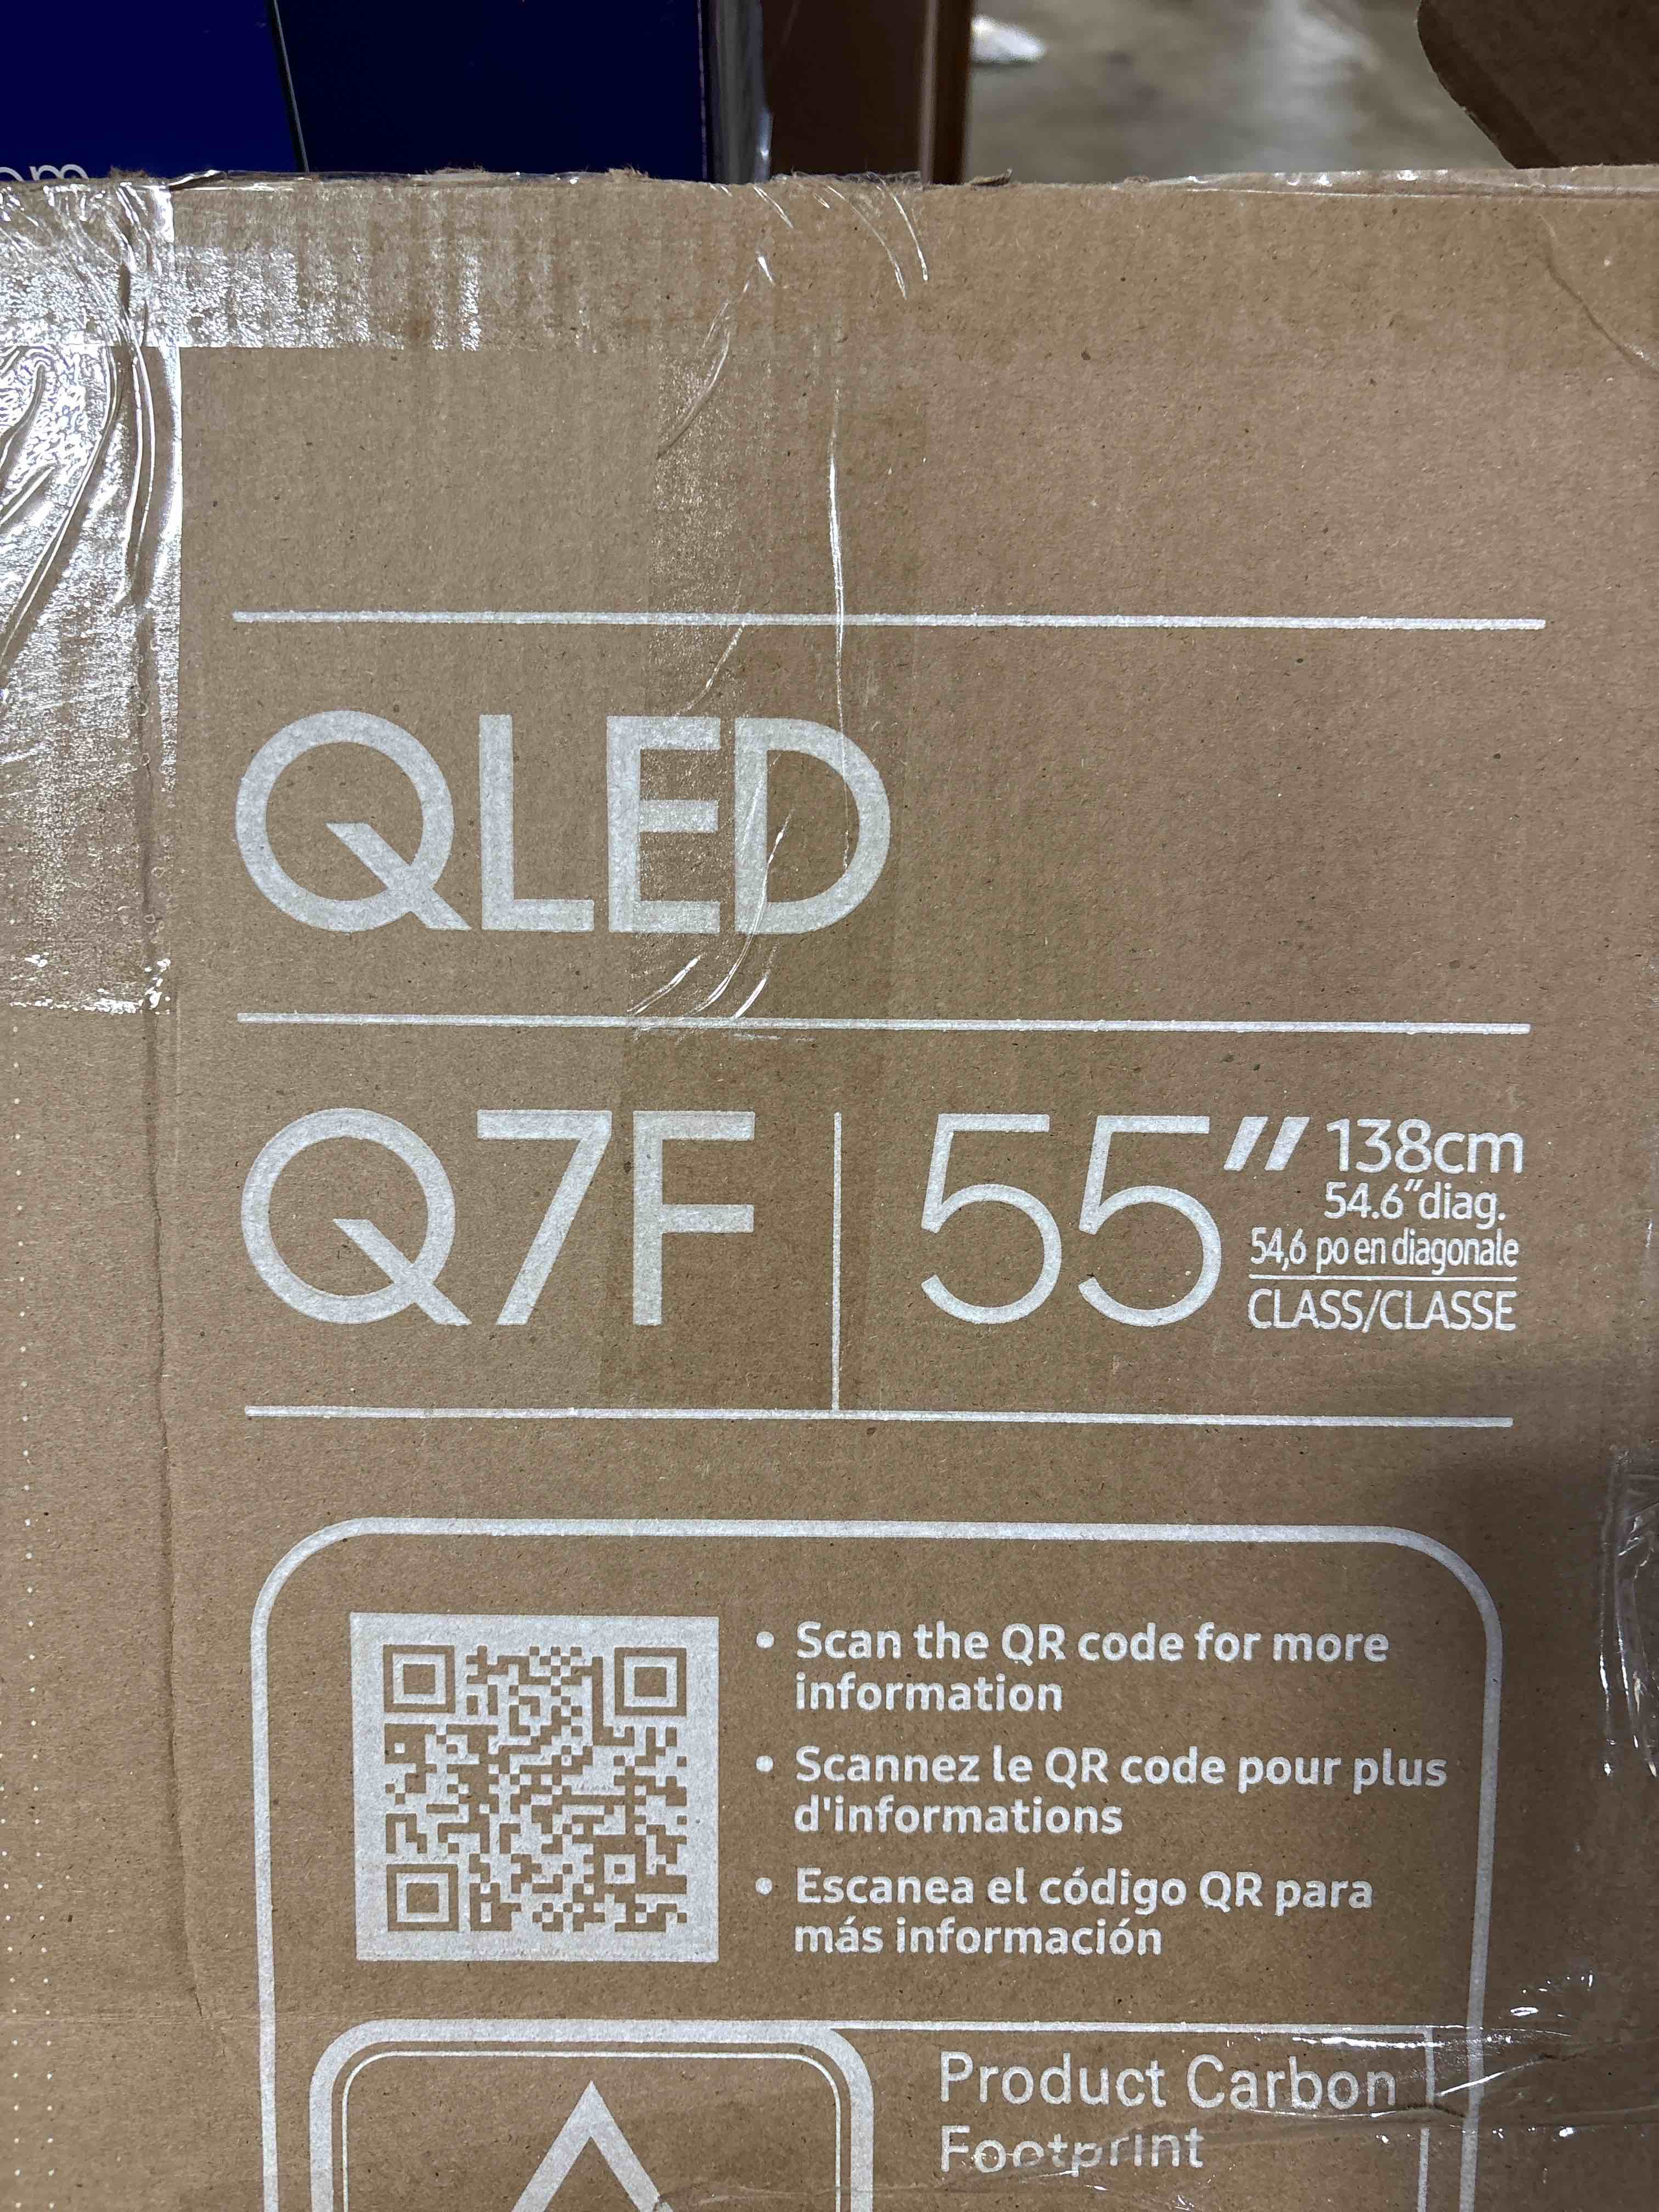 om
QLED
Q7F
55" 138cm
54.6"diag.
54,6 po en diagonale
CLASS/CLASSE
• Scan the QR code for more
information
• Scannez le QR code pour plus
d'informations
• Escanea el código QR para
más información
Product Carbon
Footprint